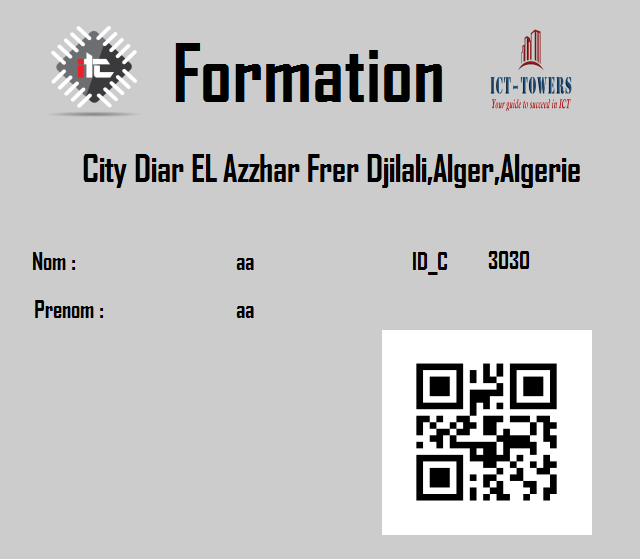 itc
Formation
ICT-TOWERS
Your guide to succeed in ICT
City Diar EL Azzhar Frer Djilali,Alger,Algerie
Nom : aa ID_C 3030
Prenom : aa